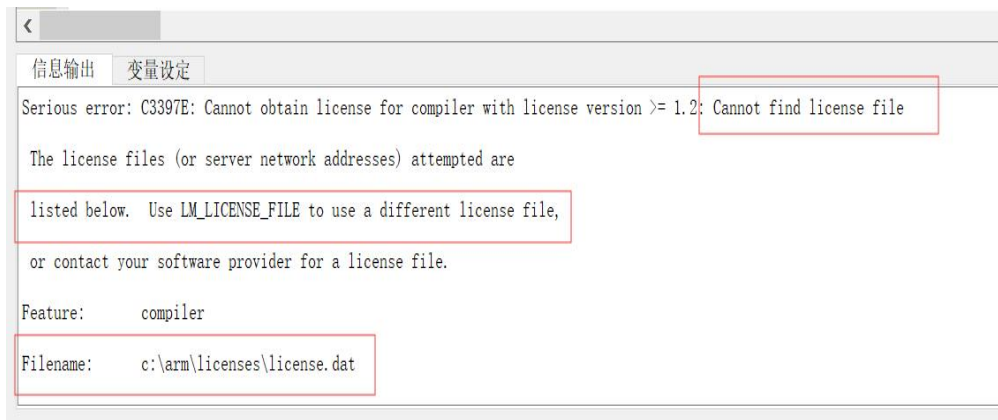 信息输出 变量设定
Serious error: C3397E: Cannot obtain license for compiler with license version >= 1.2: Cannot find license file
The license files (or server network addresses) attempted are
listed below.  Use LM_LICENSE_FILE to use a different license file,
or contact your software provider for a license file.
Feature:       compiler
Filename:      c:\arm\licenses\license.dat